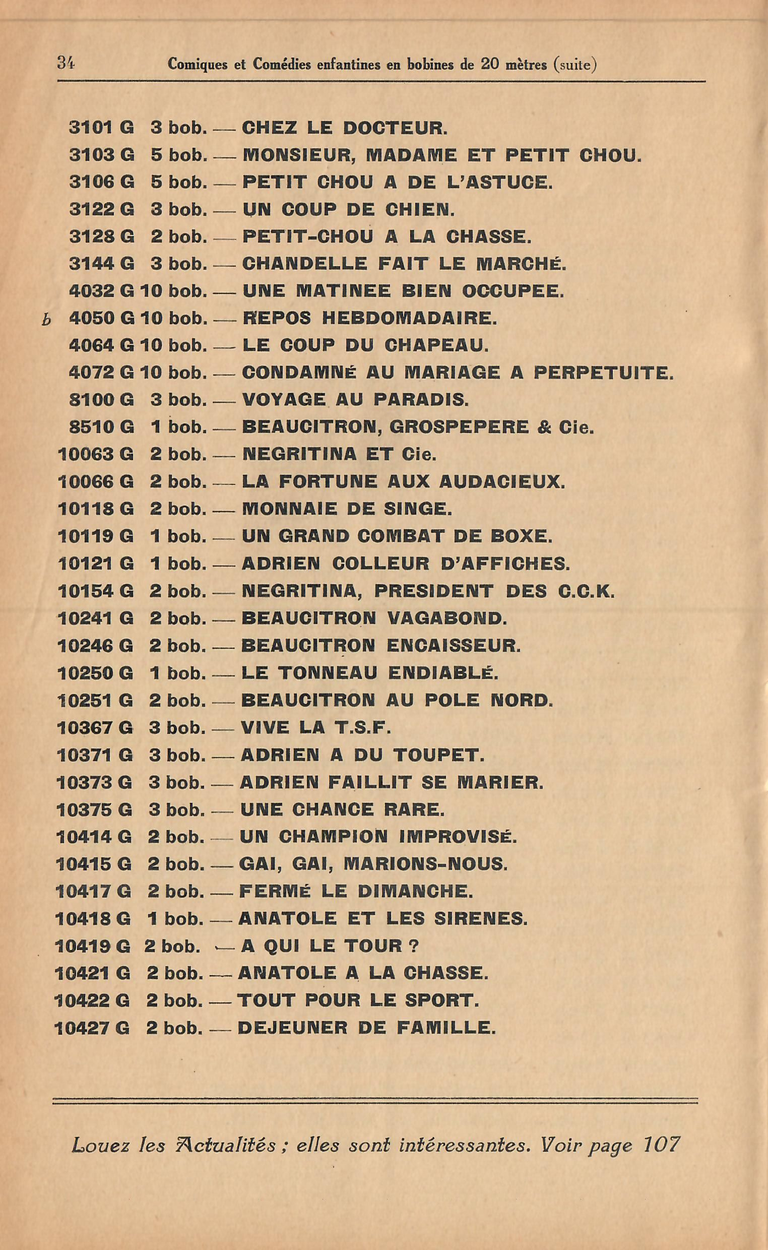 34 Comiques et Comédies enfantines en bobines de 20 mètres (suite)
3101 G 3 bob. — CHEZ LE DOCTEUR.
3103 G 5 bob. — MONSIEUR, MADAME ET PETIT CHOU.
3106 G 5 bob. — PETIT CHOU A DE L'ASTUCE.
3122 G 3 bob. — UN COUP DE CHIEN.
3128 G 2 bob. — PETIT-CHOU A LA CHASSE.
3144 G 3 bob. — CHANDELLE FAIT LE MARCHÉ.
4032 G 10 bob. — UNE MATINEE BIEN OCCUPEE.
b 4050 G 10 bob. — REPOS HEBDOMADAIRE.
4064 G 10 bob. — LE COUP DU CHAPEAU.
4072 G 10 bob. — CONDAMNÉ AU MARIAGE A PERPETUITE.
8100 G 3 bob. — VOYAGE AU PARADIS.
8510 G 1 bob. — BEAUCITRON, GROSPEPERE & Cie.
10063 G 2 bob. — NEGRITINA ET Cie.
10066 G 2 bob. — LA FORTUNE AUX AUDACIEUX.
10118 G 2 bob. — MONNAIE DE SINGE.
10119 G 1 bob. — UN GRAND COMBAT DE BOXE.
10121 G 1 bob. — ADRIEN COLLEUR D'AFFICHES.
10154 G 2 bob. — NEGRITINA, PRESIDENT DES C.C.K.
10241 G 2 bob. — BEAUCITRON VAGABOND.
10246 G 2 bob. — BEAUCITRON ENCAISSEUR.
10250 G 1 bob. — LE TONNEAU ENDIABLÉ.
10251 G 2 bob. — BEAUCITRON AU POLE NORD.
10367 G 3 bob. — VIVE LA T.S.F.
10371 G 3 bob. — ADRIEN A DU TOUPET.
10373 G 3 bob. — ADRIEN FAILLIT SE MARIER.
10375 G 3 bob. — UNE CHANCE RARE.
10414 G 2 bob. — UN CHAMPION IMPROVISÉ.
10415 G 2 bob. — GAI, GAI, MARIONS-NOUS.
10417 G 2 bob. — FERMÉ LE DIMANCHE.
10418 G 1 bob. — ANATOLE ET LES SIRENES.
10419 G 2 bob. — A QUI LE TOUR ?
10421 G 2 bob. — ANATOLE A LA CHASSE.
10422 G 2 bob. — TOUT POUR LE SPORT.
10427 G 2 bob. — DEJEUNER DE FAMILLE.
Louez les Actualités ; elles sont intéressantes. Voir page 107